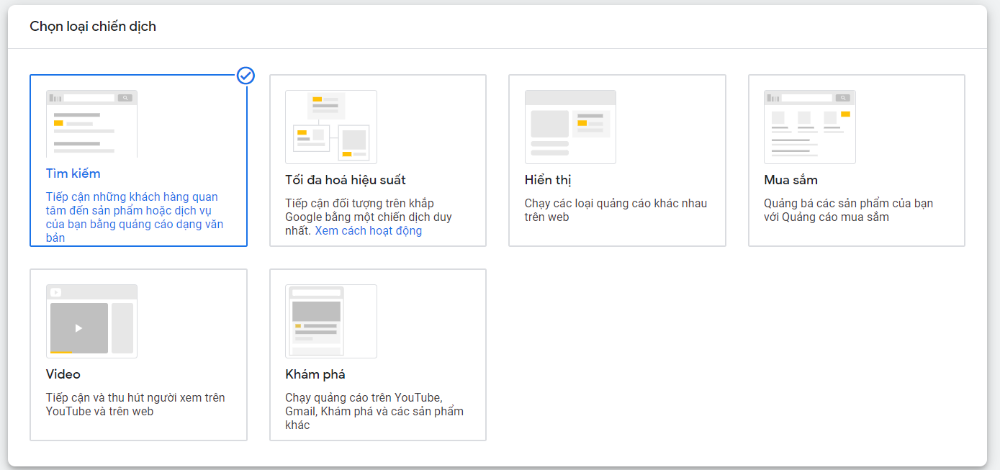 Chọn loại chiến dịch
Tìm kiếm
Tiếp cận những khách hàng quan
tâm đến sản phẩm hoặc dịch vụ
của bạn bằng quảng cáo dạng văn
bản
Tối đa hoá hiệu suất
Tiếp cận đối tượng trên khắp
Google bằng một chiến dịch duy
nhất. Xem cách hoạt động
Hiển thị
Chạy các loại quảng cáo khác nhau
trên web
Mua sắm
Quảng bá các sản phẩm của bạn
với Quảng cáo mua sắm
Video
Tiếp cận và thu hút người xem trên
YouTube và trên web
Khám phá
Chạy quảng cáo trên YouTube,
Gmail, Khám phá và các sản phẩm
khác